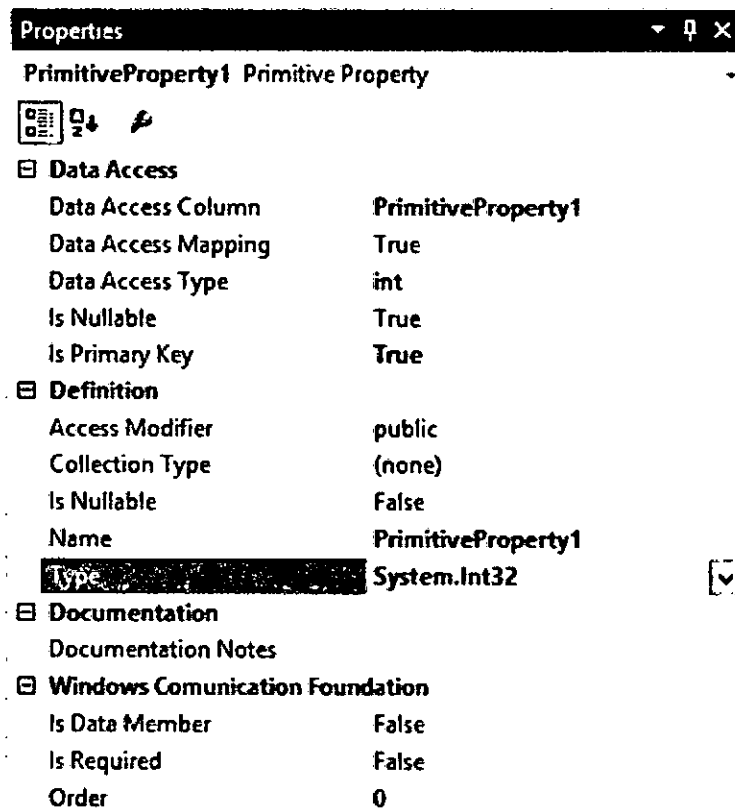 Properties
PrimitiveProperty1 Primitive Property
Data Access
Data Access Column PrimitiveProperty1
Data Access Mapping True
Data Access Type int
Is Nullable True
Is Primary Key True
Definition
Access Modifier public
Collection Type (none)
Is Nullable False
Name PrimitiveProperty1
Type System.Int32
Documentation
Documentation Notes
Windows Comunication Foundation
Is Data Member False
Is Required False
Order 0